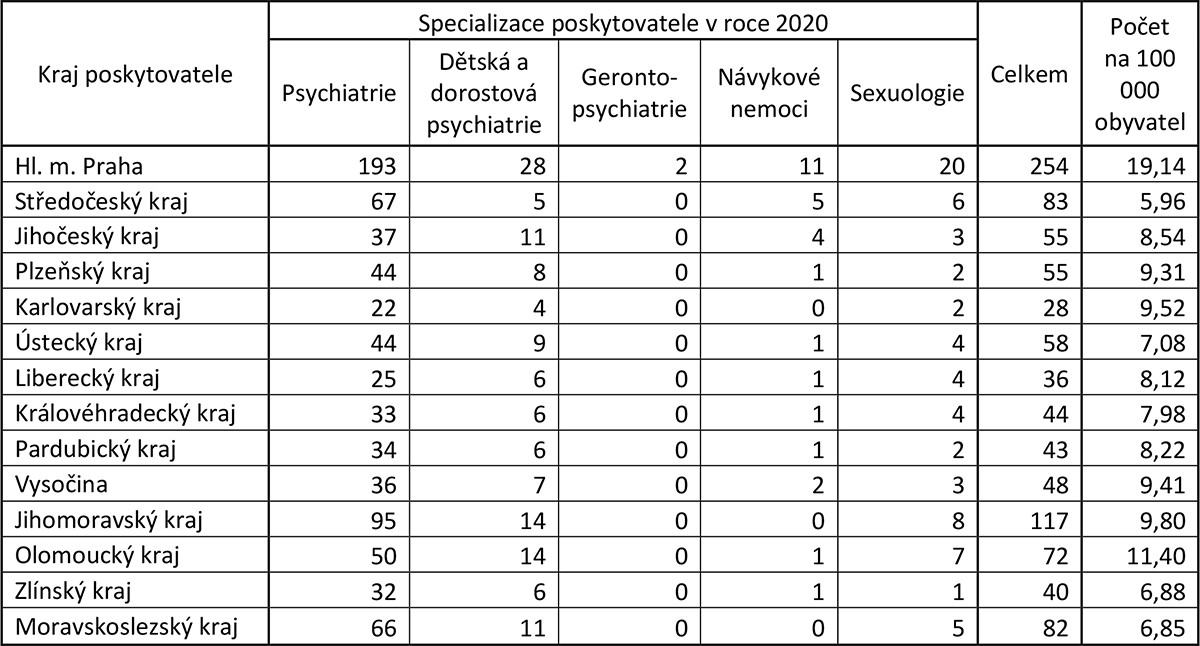 Kraj poskytovatele
Specializace poskytovatele v roce 2020
Psychiatrie
Dětská a
dorostová
psychiatrie
Geronto-
psychiatrie
Návykové
nemoci
Sexuologie
Celkem
Počet
na 100
000
obyvatel
Hl. m. Praha 193 28 2 11 20 254 19,14
Středočeský kraj 67 5 0 5 6 83 5,96
Jihočeský kraj 37 11 0 4 3 55 8,54
Plzeňský kraj 44 8 0 1 2 55 9,31
Karlovarský kraj 22 4 0 0 2 28 9,52
Ústecký kraj 44 9 0 1 4 58 7,08
Liberecký kraj 25 6 0 1 4 36 8,12
Královéhradecký kraj 33 6 0 1 4 44 7,98
Pardubický kraj 34 6 0 1 2 43 8,22
Vysočina 36 7 0 2 3 48 9,41
Jihomoravský kraj 95 14 0 0 8 117 9,80
Olomoucký kraj 50 14 0 1 7 72 11,40
Zlínský kraj 32 6 0 1 1 40 6,88
Moravskoslezský kraj 66 11 0 0 5 82 6,85